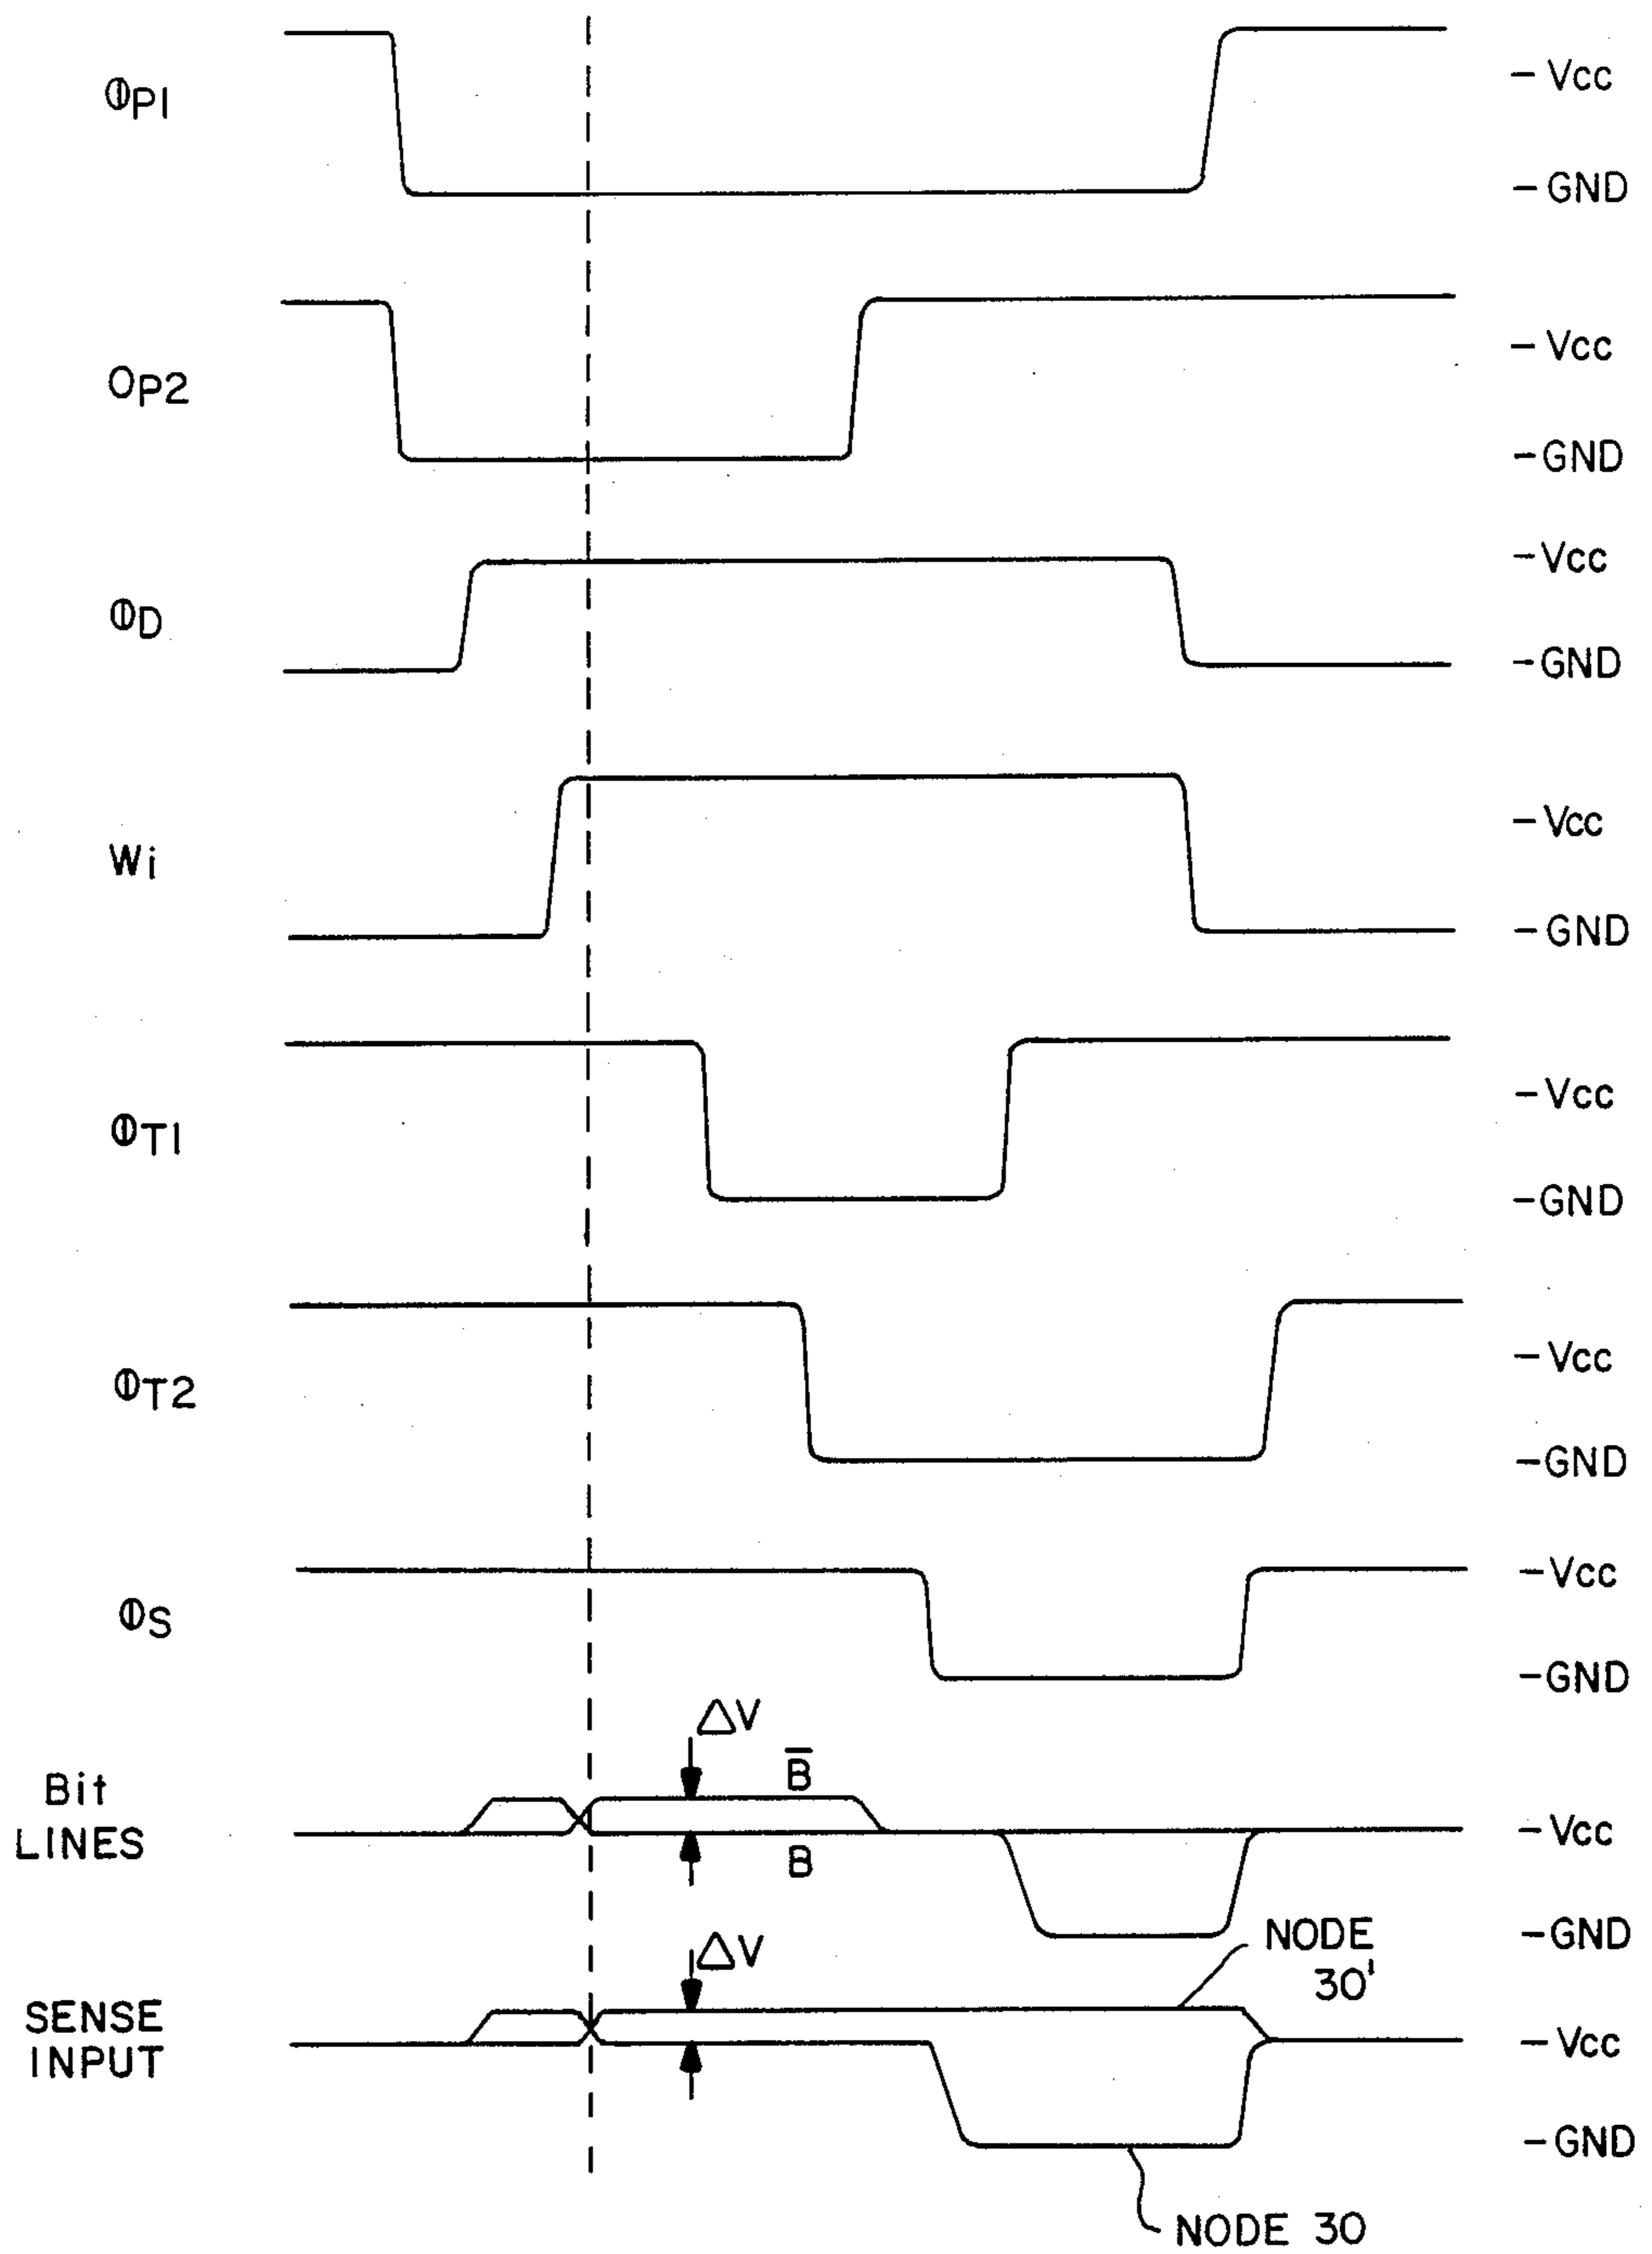 ΦP1
-Vcc
-GND
OP2
-Vcc
-GND
ΦD
-Vcc
-GND
Wi
-Vcc
-GND
ΦT1
-Vcc
-GND
ΦT2
-Vcc
-GND
ΦS
-Vcc
-GND
Bit
LINES
ΔV
B̅
B
-Vcc
-GND
SENSE
INPUT
ΔV
NODE
30'
-Vcc
-GND
NODE 30